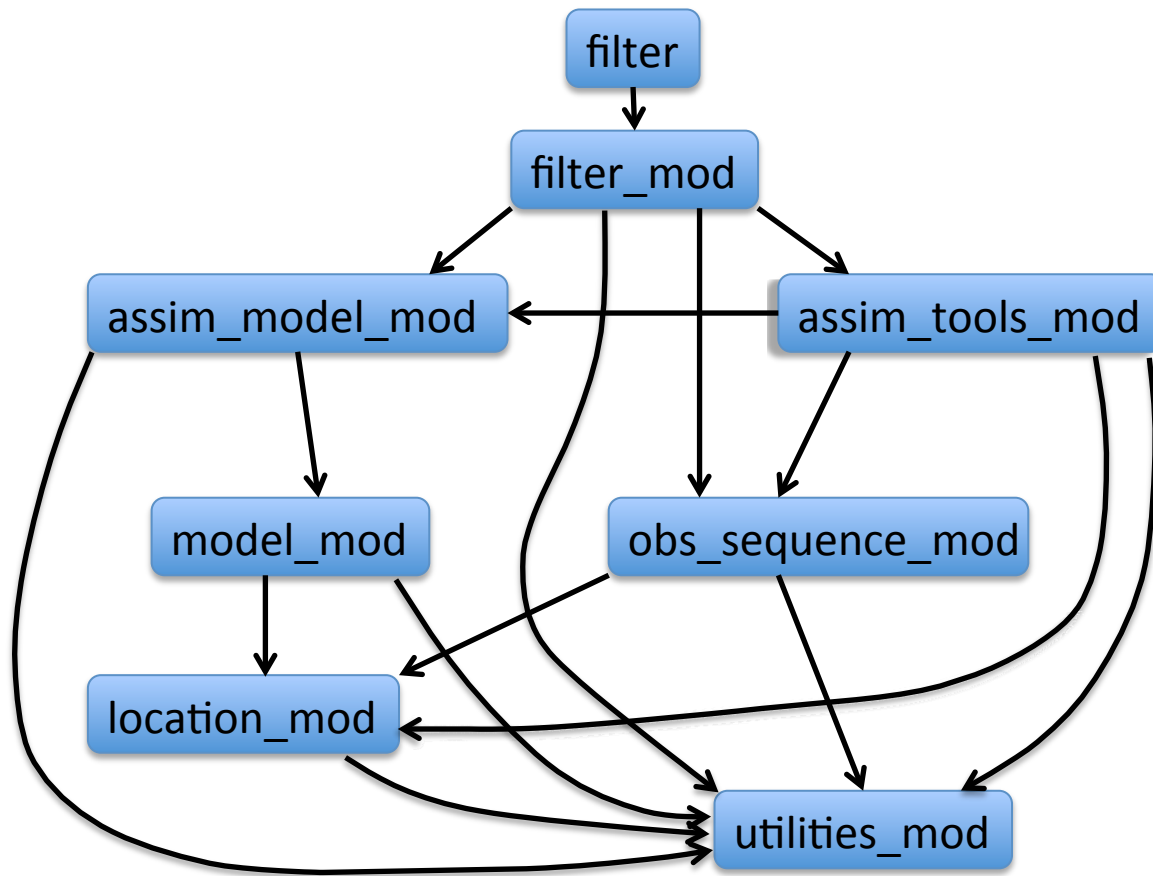 filter
filter_mod
assim_model_mod
assim_tools_mod
model_mod
obs_sequence_mod
location_mod
utilities_mod